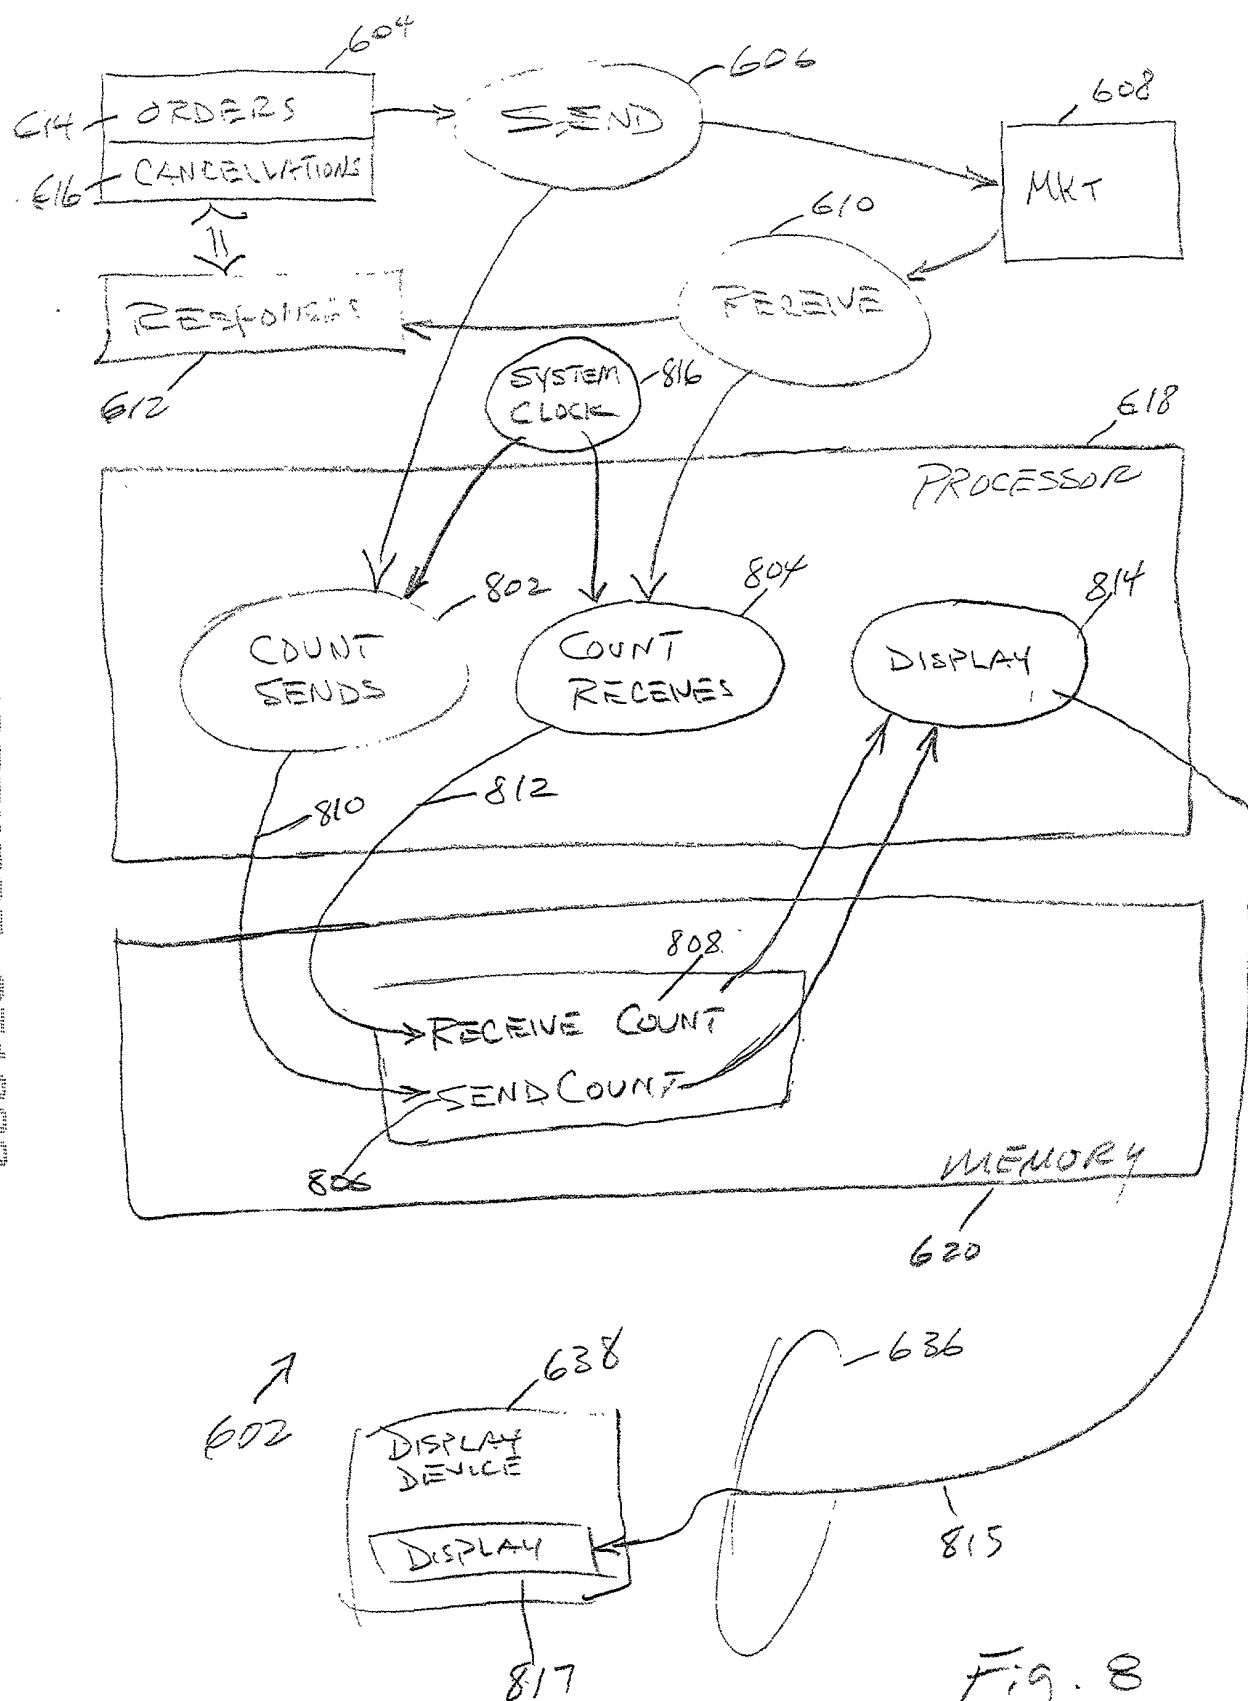 604
606
608
614
ORDERS
SEND
616
CANCELLATIONS
MKT
610
RECEIVE
RESPONSES
612
SYSTEM
CLOCK
816
618
PROCESSOR
802
804
814
COUNT
SENDS
COUNT
RECEIVES
DISPLAY
810
812
808
RECEIVE COUNT
SEND COUNT
806
MEMORY
620
602
638
636
DISPLAY
DEVICE
DISPLAY
815
817
Fig. 8